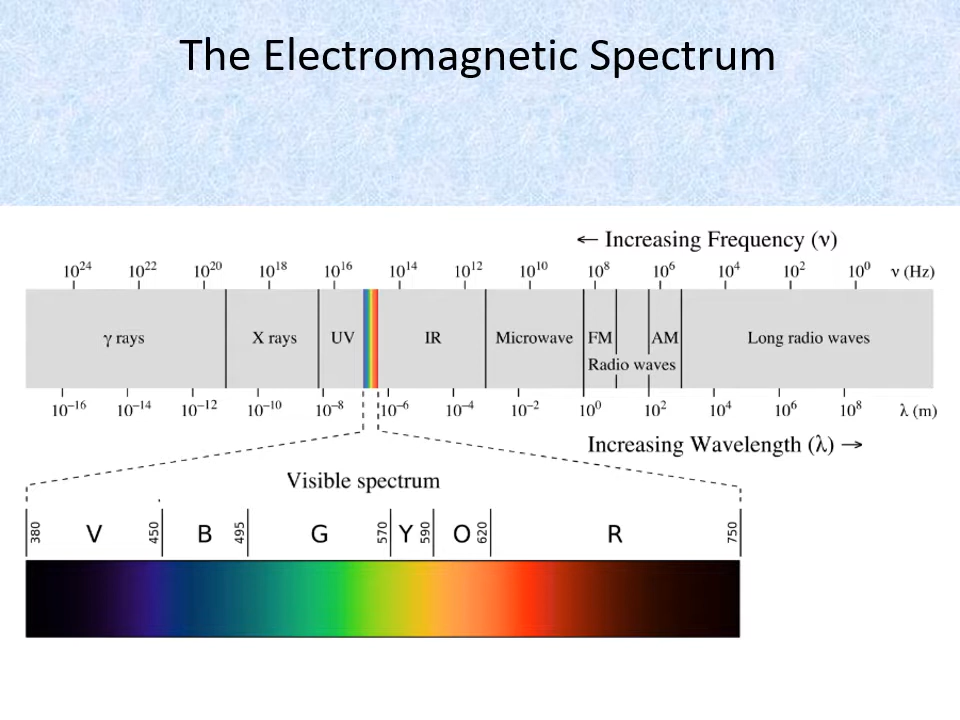 The Electromagnetic Spectrum
← Increasing Frequency (ν)
10²⁴ 10²² 10²⁰ 10¹⁸ 10¹⁶ 10¹⁴ 10¹² 10¹⁰ 10⁸ 10⁶ 10⁴ 10² 10⁰ ν (Hz)
γ rays X rays UV IR Microwave FM AM Long radio waves
Radio waves
10⁻¹⁶ 10⁻¹⁴ 10⁻¹² 10⁻¹⁰ 10⁻⁸ 10⁻⁶ 10⁻⁴ 10⁻² 10⁰ 10² 10⁴ 10⁶ 10⁸ λ (m)
Increasing Wavelength (λ) →
Visible spectrum
380 V 450 B 495 G 570 Y 590 O 620 R 750